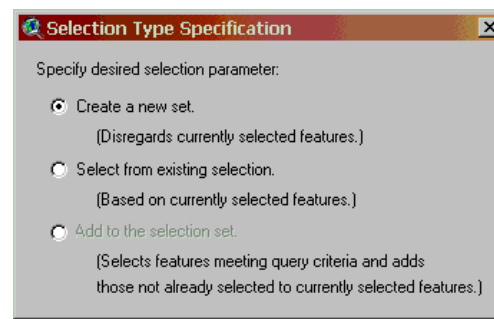 Selection Type Specification
Specify desired selection parameter:
Create a new set.
(Disregards currently selected features.)
Select from existing selection.
(Based on currently selected features.)
Add to the selection set.
(Selects features meeting query criteria and adds
those not already selected to currently selected features.)